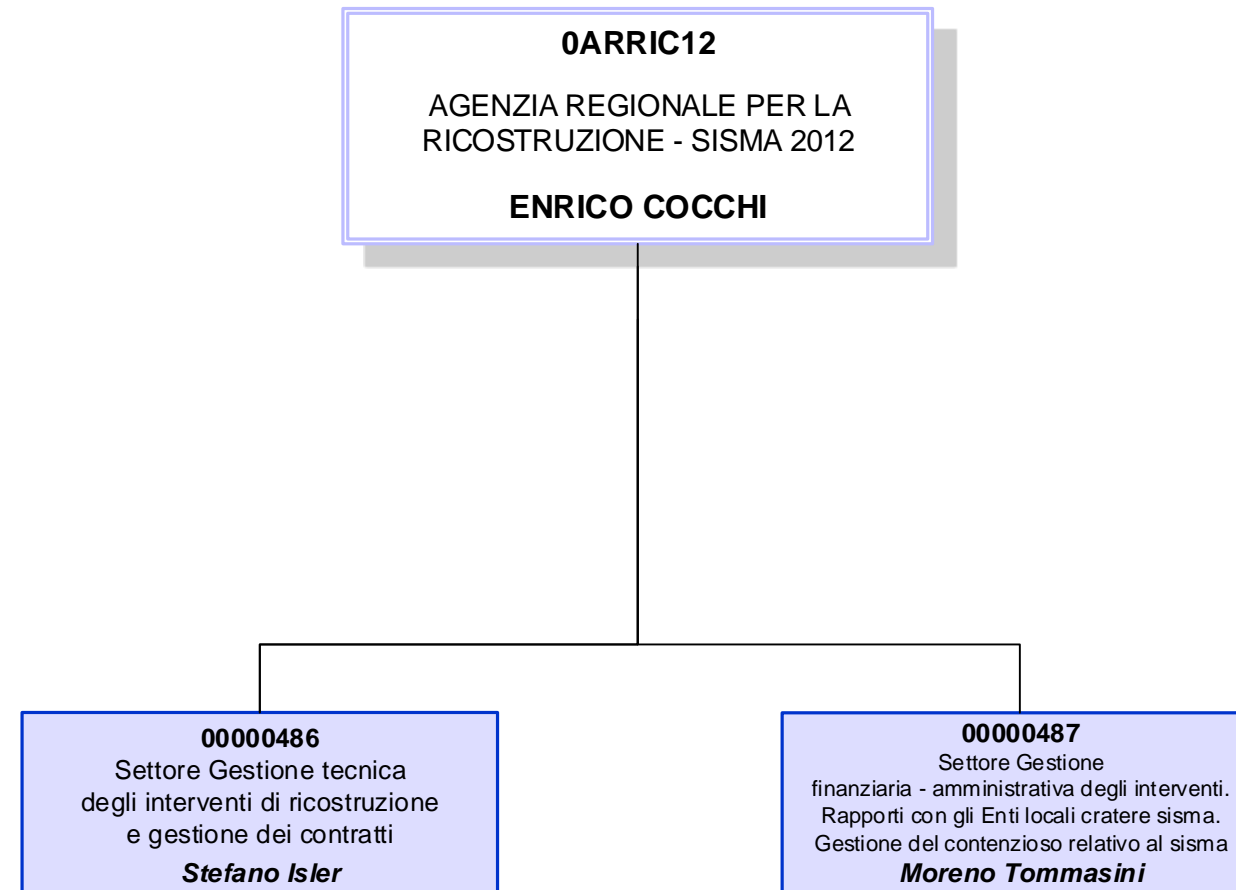 0ARRIC12
AGENZIA REGIONALE PER LA
RICOSTRUZIONE - SISMA 2012
ENRICO COCCHI
00000486
Settore Gestione tecnica
degli interventi di ricostruzione
e gestione dei contratti
Stefano Isler
00000487
Settore Gestione
finanziaria - amministrativa degli interventi.
Rapporti con gli Enti locali cratere sisma.
Gestione del contenzioso relativo al sisma
Moreno Tommasini